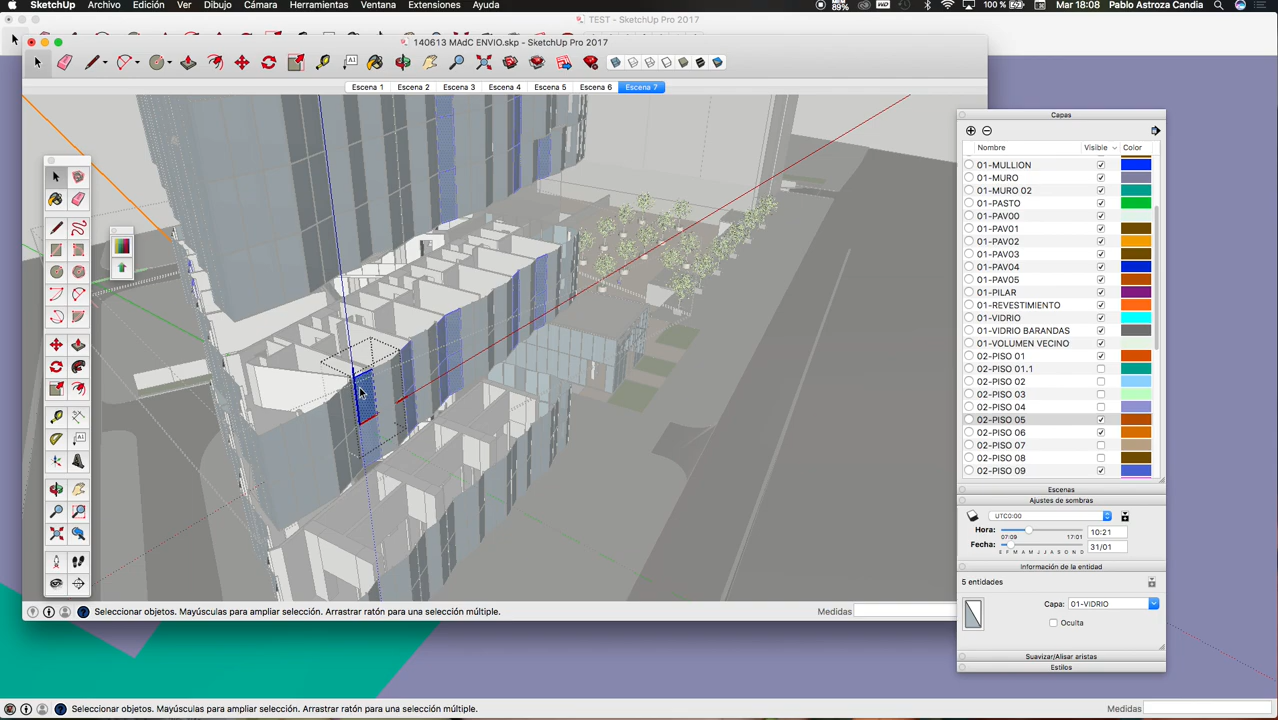 SketchUp Archivo Edición Ver Dibujo Cámara Herramientas Ventana Extensiones Ayuda 89% WD 100 % Mar 18:08 Pablo Astroza Candia
TEST - SketchUp Pro 2017
140613 MAdC ENVIO.skp - SketchUp Pro 2017
Escena 1 Escena 2 Escena 3 Escena 4 Escena 5 Escena 6 Escena 7
Capas
Nombre Visible Color
01-MULLION
01-MURO
01-MURO 02
01-PASTO
01-PAV00
01-PAV01
01-PAV02
01-PAV03
01-PAV04
01-PAV05
01-PILAR
01-REVESTIMIENTO
01-VIDRIO
01-VIDRIO BARANDAS
01-VOLUMEN VECINO
02-PISO 01
02-PISO 01.1
02-PISO 02
02-PISO 03
02-PISO 04
02-PISO 05
02-PISO 06
02-PISO 07
02-PISO 08
02-PISO 09
Escenas
Ajustes de sombras
UTC0:00
Hora: 10:21
07:09 17:01
Fecha: 31/01
E F M A M J J A S O N D
Información de la entidad
5 entidades
Capa: 01-VIDRIO
Oculta
Suavizar/Alisar aristas
Estilos
Seleccionar objetos. Mayúsculas para ampliar selección. Arrastrar ratón para una selección múltiple. Medidas
Seleccionar objetos. Mayúsculas para ampliar selección. Arrastrar ratón para una selección múltiple. Medidas